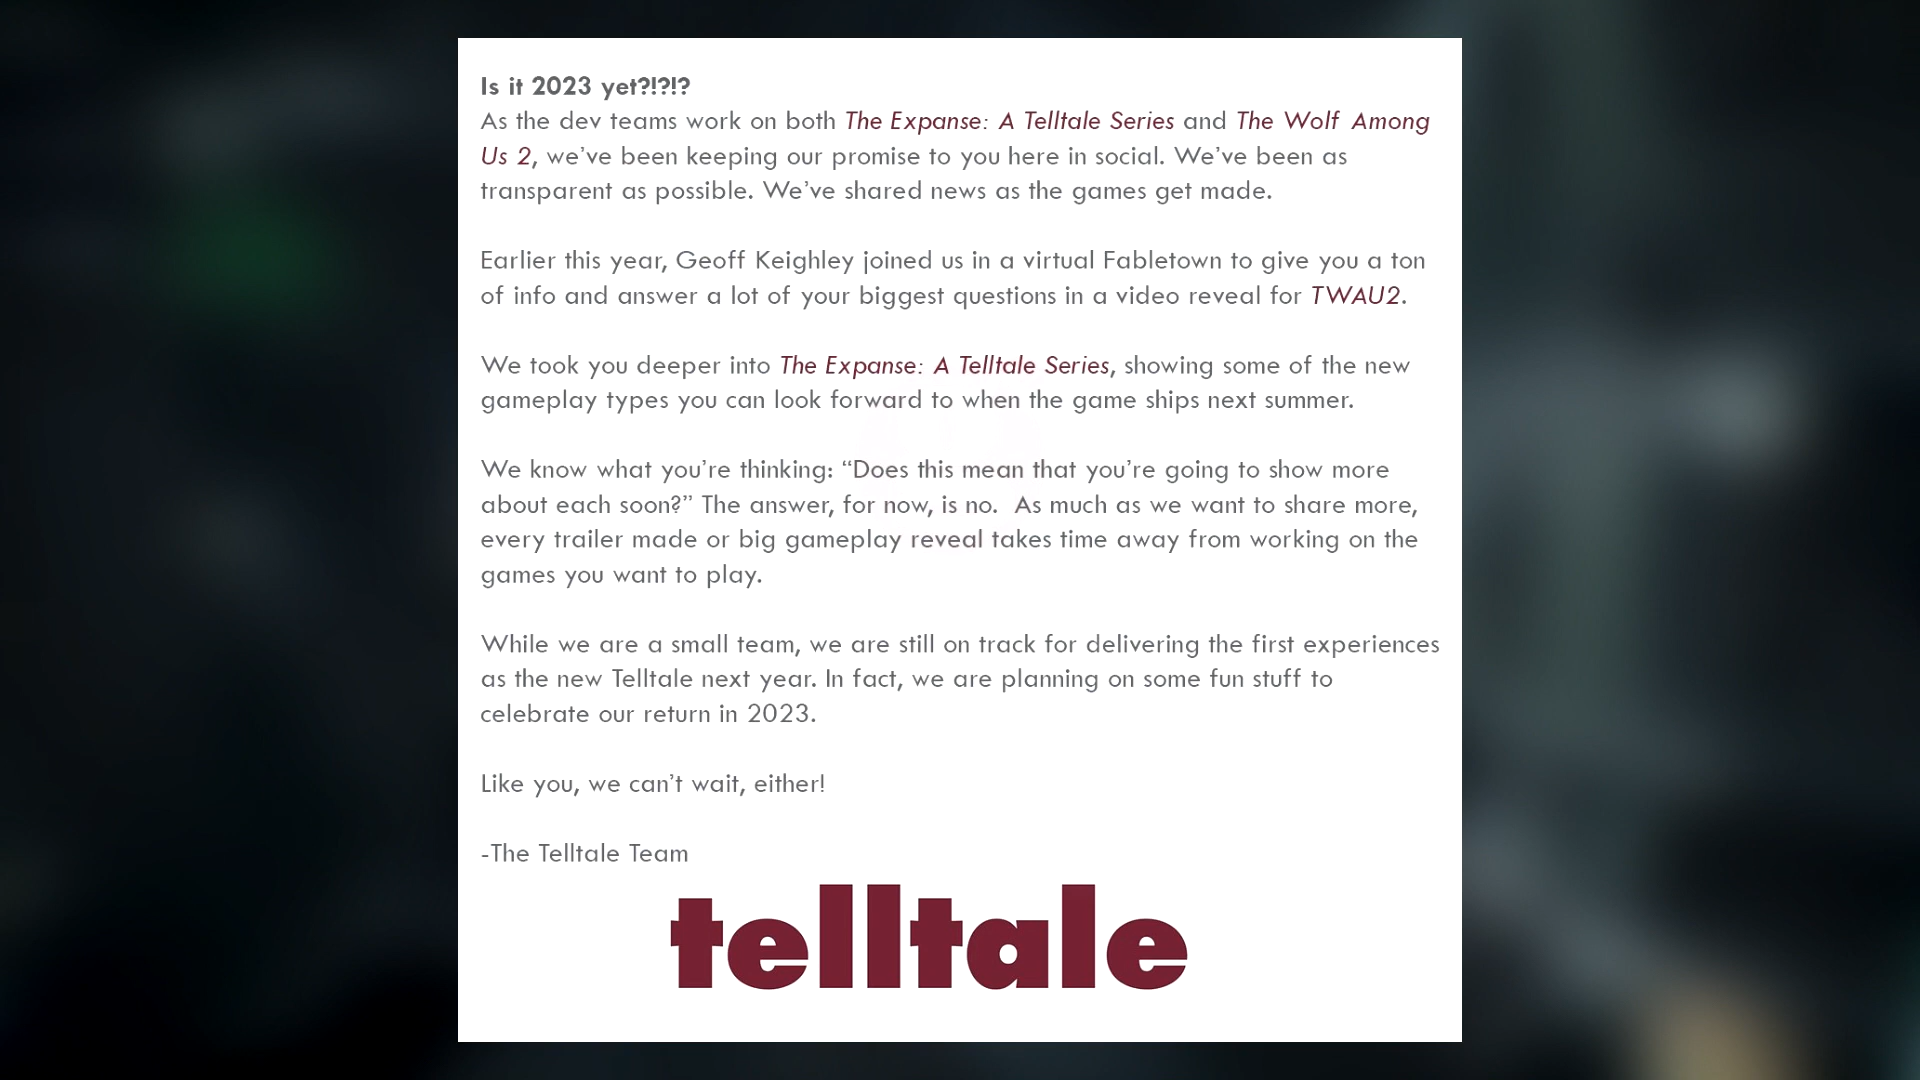 Is it 2023 yet?!?!?
As the dev teams work on both The Expanse: A Telltale Series and The Wolf Among
Us 2, we’ve been keeping our promise to you here in social. We’ve been as
transparent as possible. We’ve shared news as the games get made.
Earlier this year, Geoff Keighley joined us in a virtual Fabletown to give you a ton
of info and answer a lot of your biggest questions in a video reveal for TWAU2.
We took you deeper into The Expanse: A Telltale Series, showing some of the new
gameplay types you can look forward to when the game ships next summer.
We know what you’re thinking: “Does this mean that you’re going to show more
about each soon?” The answer, for now, is no.  As much as we want to share more,
every trailer made or big gameplay reveal takes time away from working on the
games you want to play.
While we are a small team, we are still on track for delivering the first experiences
as the new Telltale next year. In fact, we are planning on some fun stuff to
celebrate our return in 2023.
Like you, we can’t wait, either!
-The Telltale Team
telltale